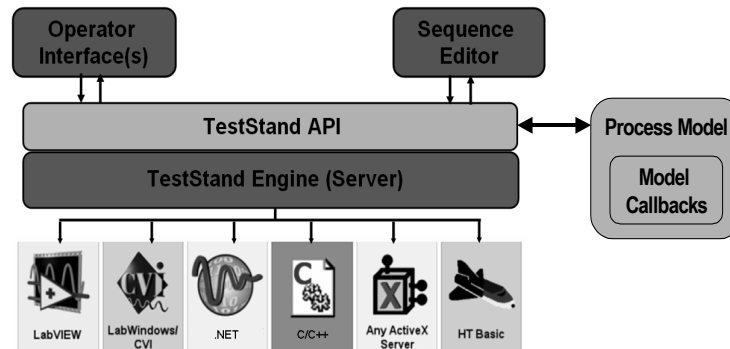 Operator
Interface(s)
Sequence
Editor
TestStand API
Process Model
Model
Callbacks
TestStand Engine (Server)
LabVIEW
CVI
LabWindows/
CVI
.NET
C
C/C++
X
Any ActiveX
Server
HT Basic